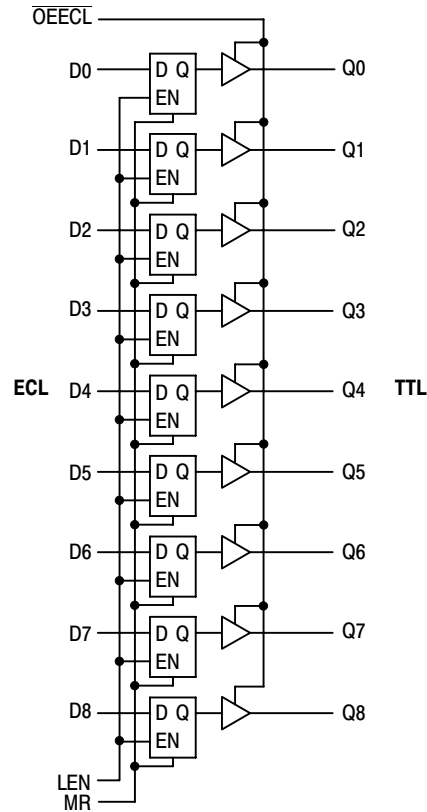 OEECL
D0 D Q Q0
EN
D1 D Q Q1
EN
D2 D Q Q2
EN
D3 D Q Q3
EN
ECL D4 D Q Q4 TTL
EN
D5 D Q Q5
EN
D6 D Q Q6
EN
D7 D Q Q7
EN
D8 D Q Q8
EN
LEN
MR